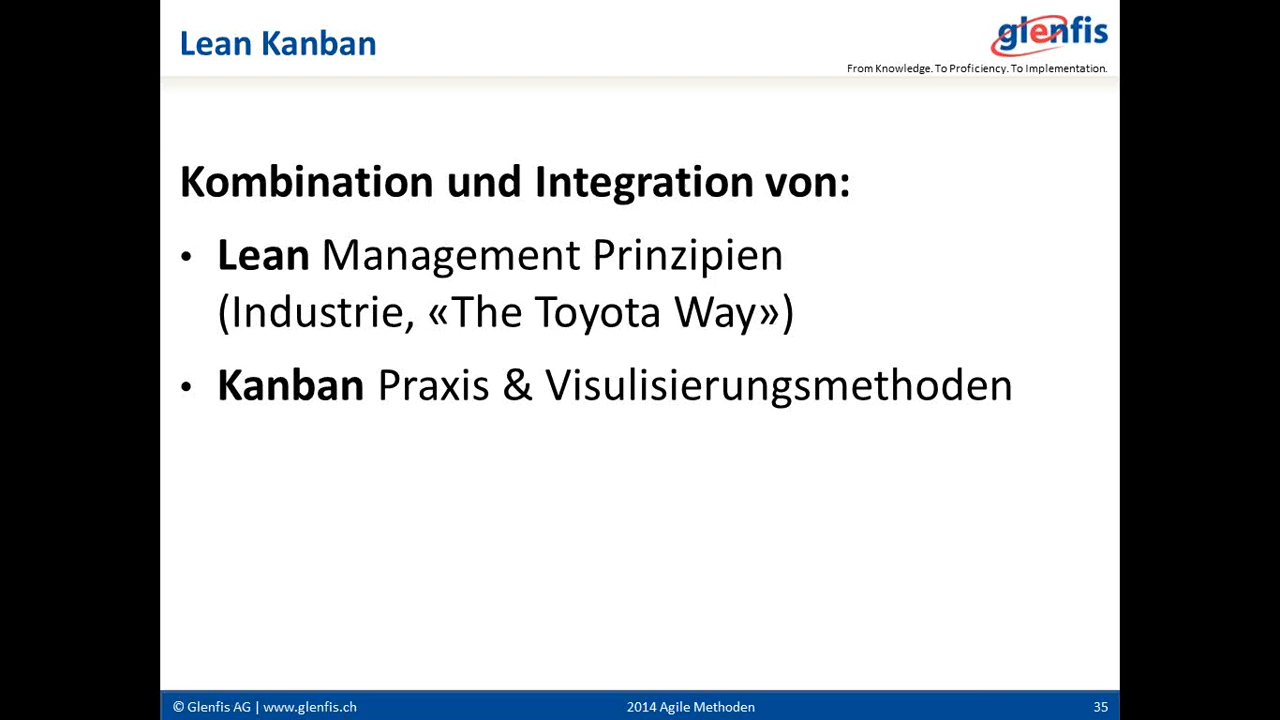 Lean Kanban
glenfis
From Knowledge. To Proficiency. To Implementation.
Kombination und Integration von:
• Lean Management Prinzipien
(Industrie, «The Toyota Way»)
• Kanban Praxis & Visulisierungsmethoden
© Glenfis AG | www.glenfis.ch
2014 Agile Methoden
35